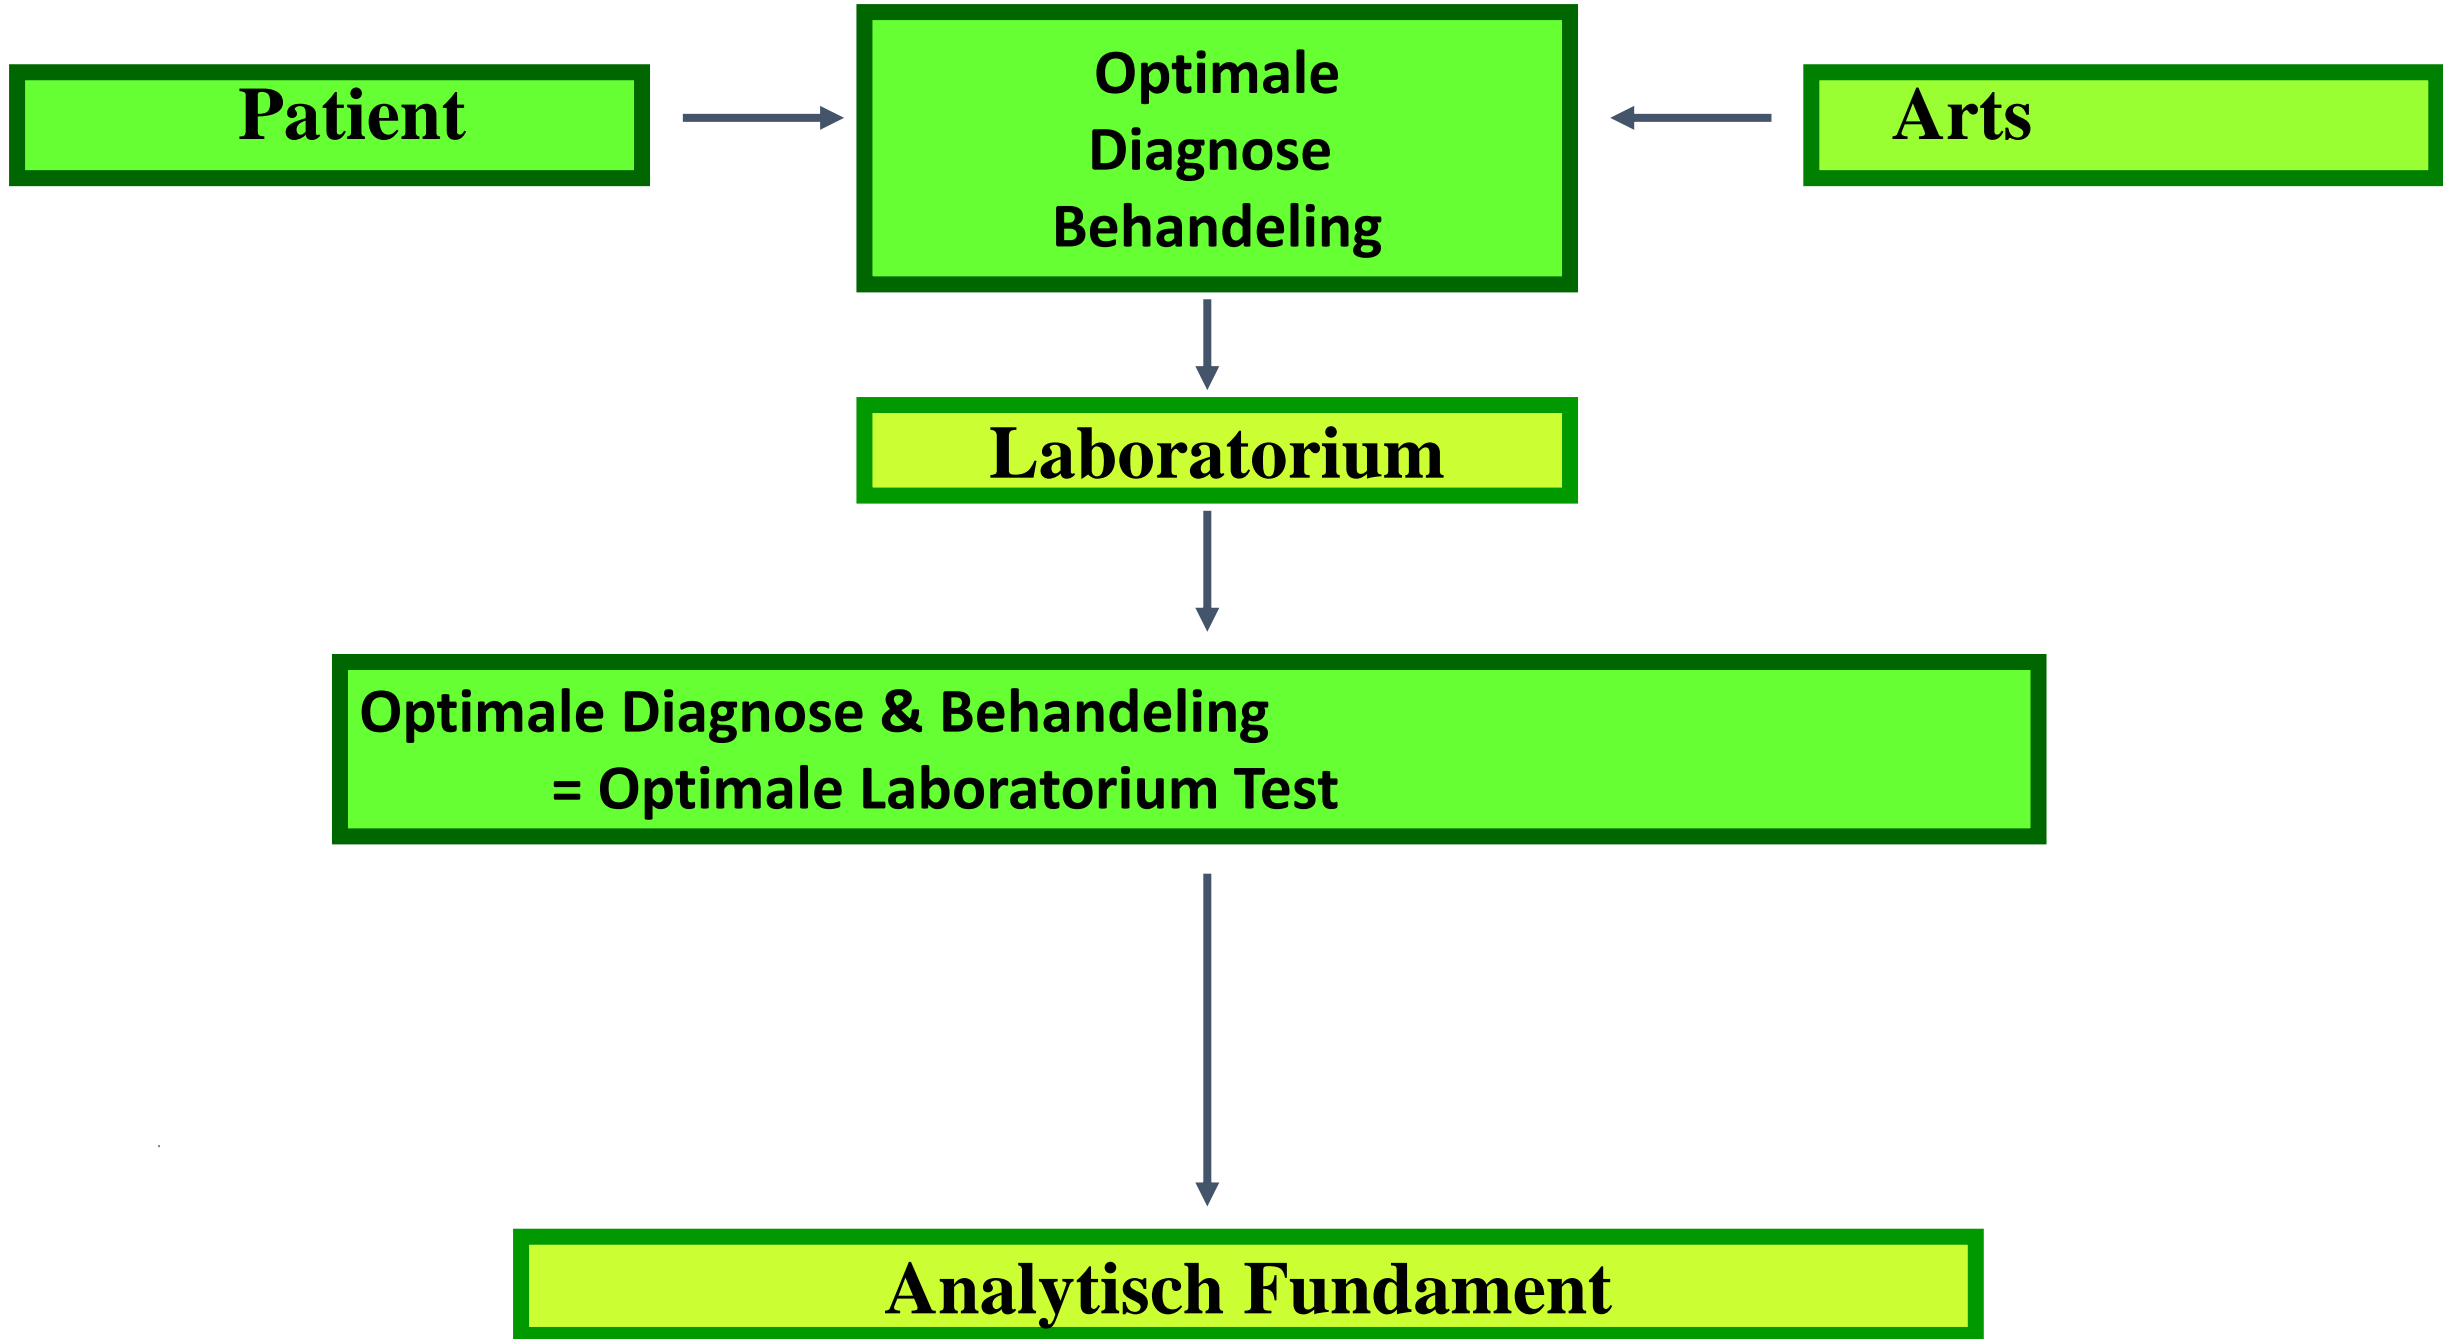 Patient
Optimale
Diagnose
Behandeling
Arts
Laboratorium
Optimale Diagnose & Behandeling
= Optimale Laboratorium Test
Analytisch Fundament